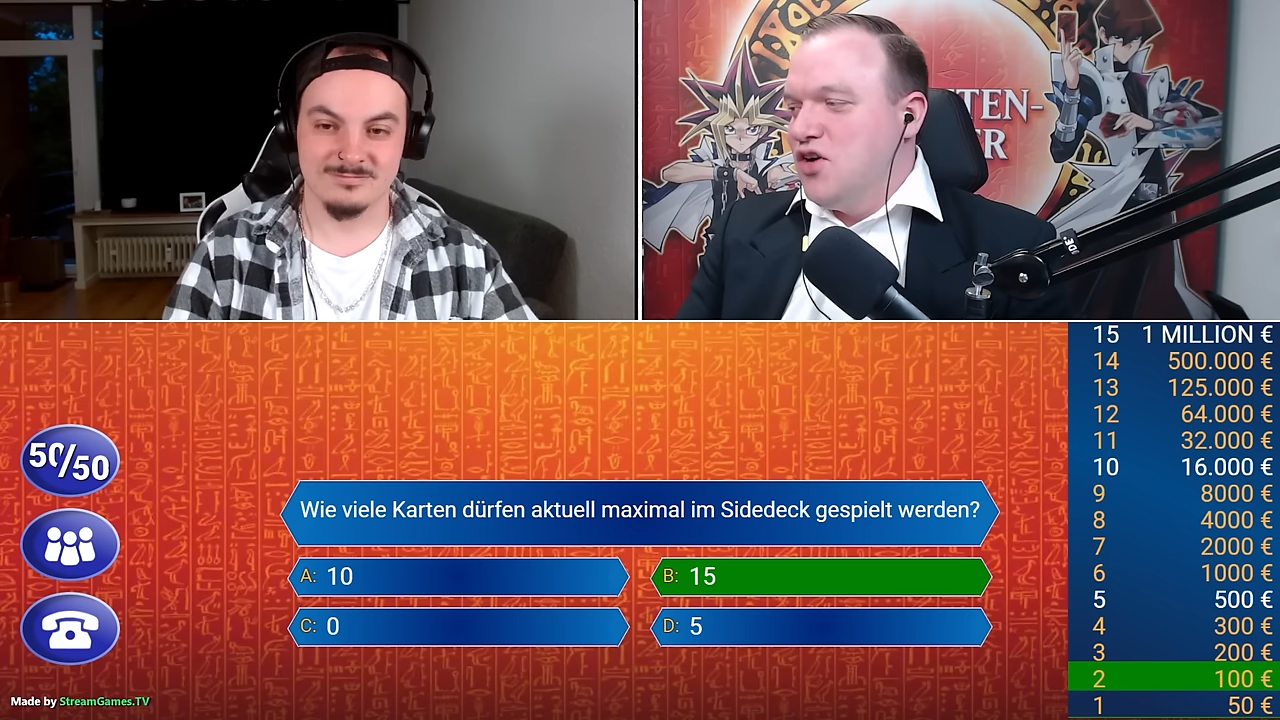 TEN-
R
15 1 MILLION €
14 500.000 €
13 125.000 €
12 64.000 €
11 32.000 €
10 16.000 €
9 8000 €
8 4000 €
7 2000 €
6 1000 €
5 500 €
4 300 €
3 200 €
2 100 €
1 50 €
50/50
Wie viele Karten dürfen aktuell maximal im Sidedeck gespielt werden?
A: 10
B: 15
C: 0
D: 5
Made by StreamGames.TV